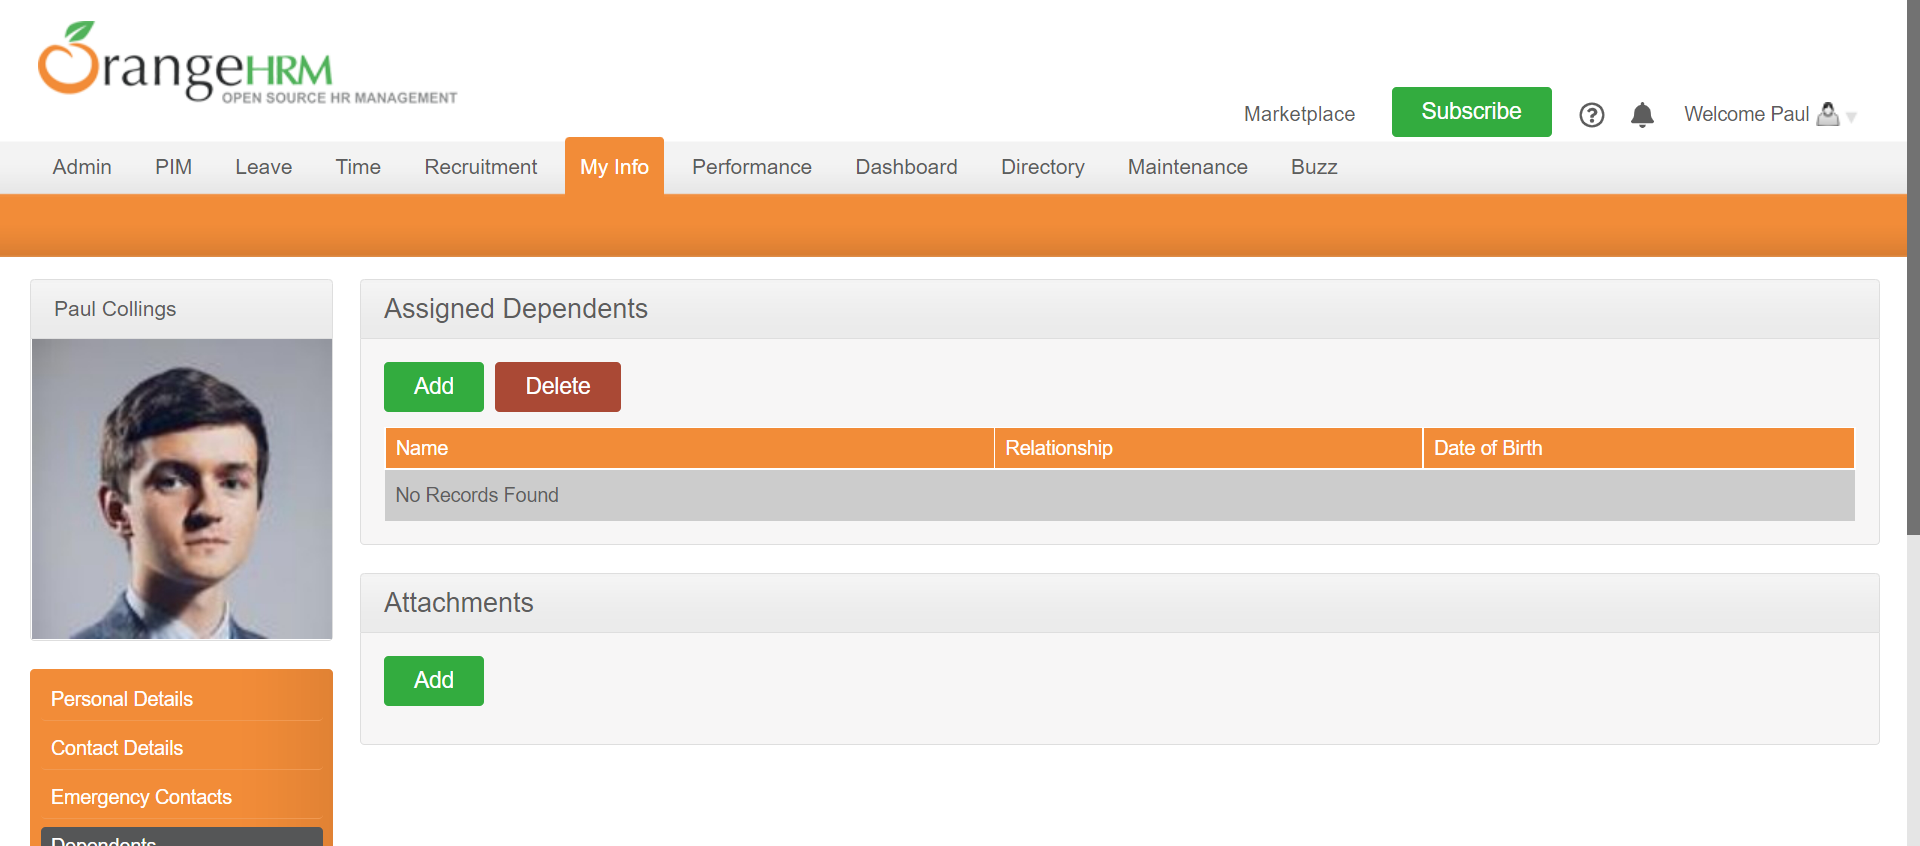 OrangeHRM
OPEN SOURCE HR MANAGEMENT
Marketplace
Subscribe
Welcome Paul
Admin
PIM
Leave
Time
Recruitment
My Info
Performance
Dashboard
Directory
Maintenance
Buzz
Paul Collings
Personal Details
Contact Details
Emergency Contacts
Dependents
Assigned Dependents
Add
Delete
Name
Relationship
Date of Birth
No Records Found
Attachments
Add